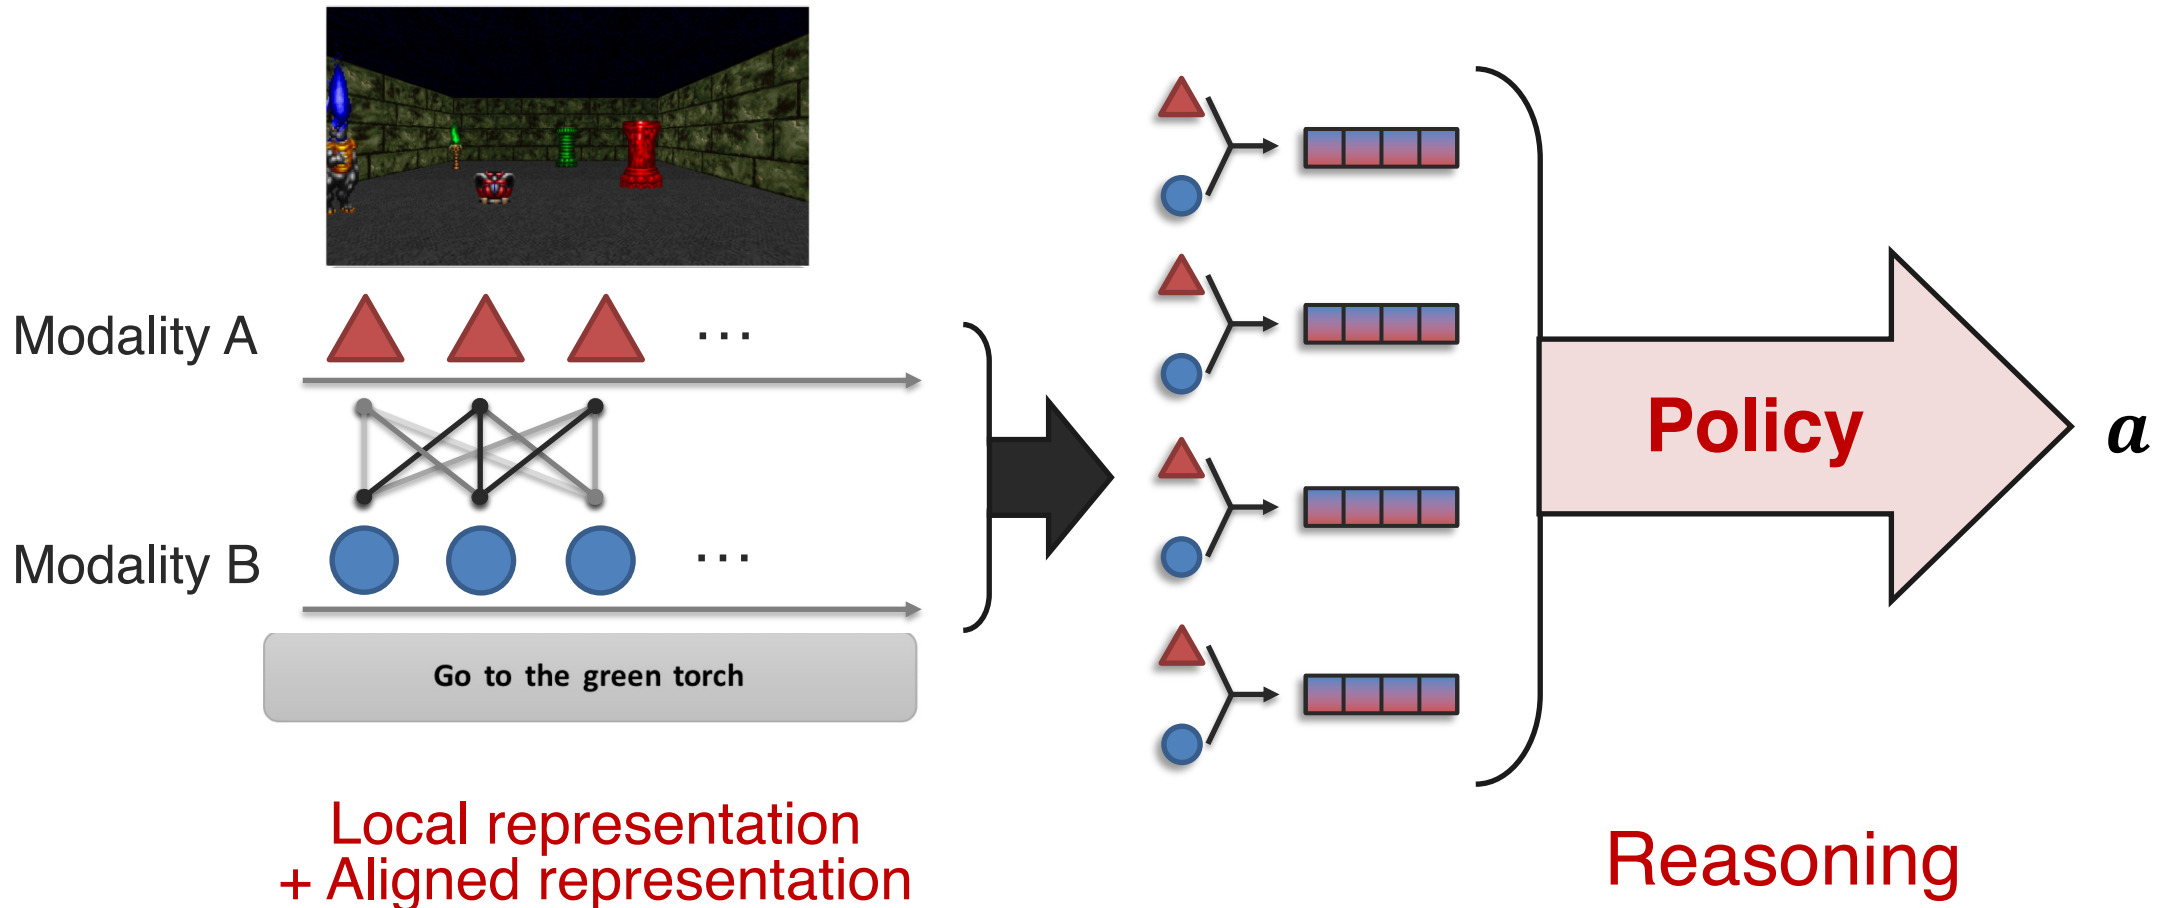 Modality A
...
Modality B
...
Go to the green torch
Local representation
+ Aligned representation
Policy
a
Reasoning